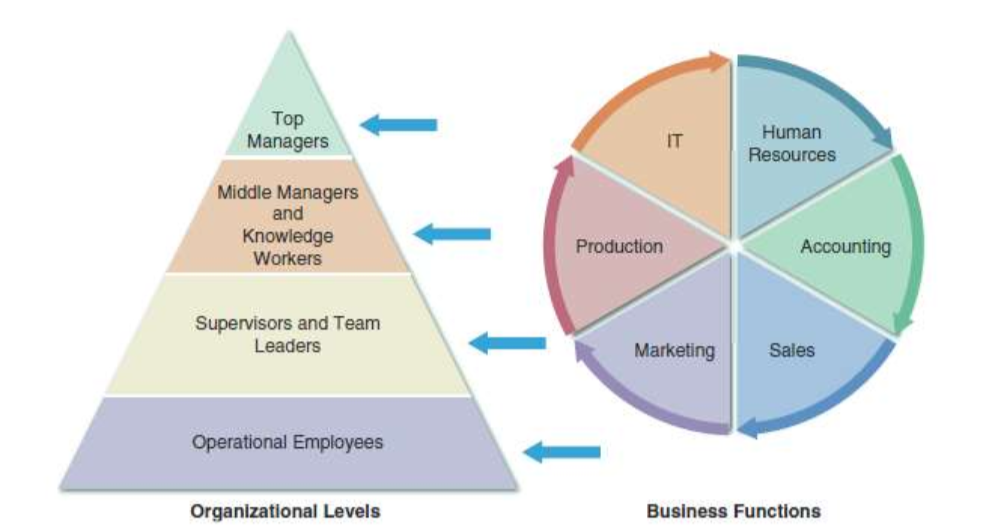 Top
Managers
Middle Managers
and
Knowledge
Workers
Supervisors and Team
Leaders
Operational Employees
Organizational Levels
IT
Human
Resources
Production
Accounting
Marketing
Sales
Business Functions